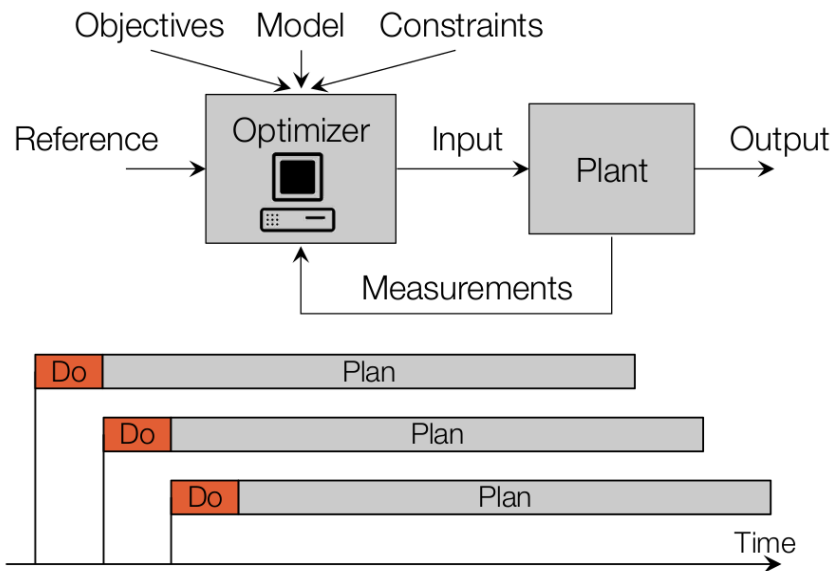 Objectives Model Constraints
Reference Optimizer Input Plant Output
Measurements
Do Plan
Do Plan
Do Plan
Time